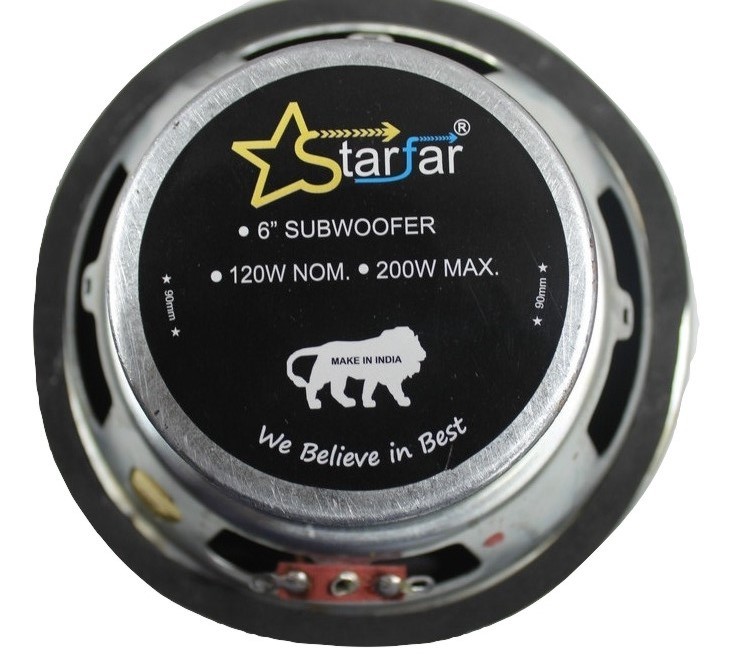 Starfar®
• 6” SUBWOOFER
• 120W NOM. • 200W MAX.
★ 90mm ★
★ 90mm ★
MAKE IN INDIA
We Believe in Best